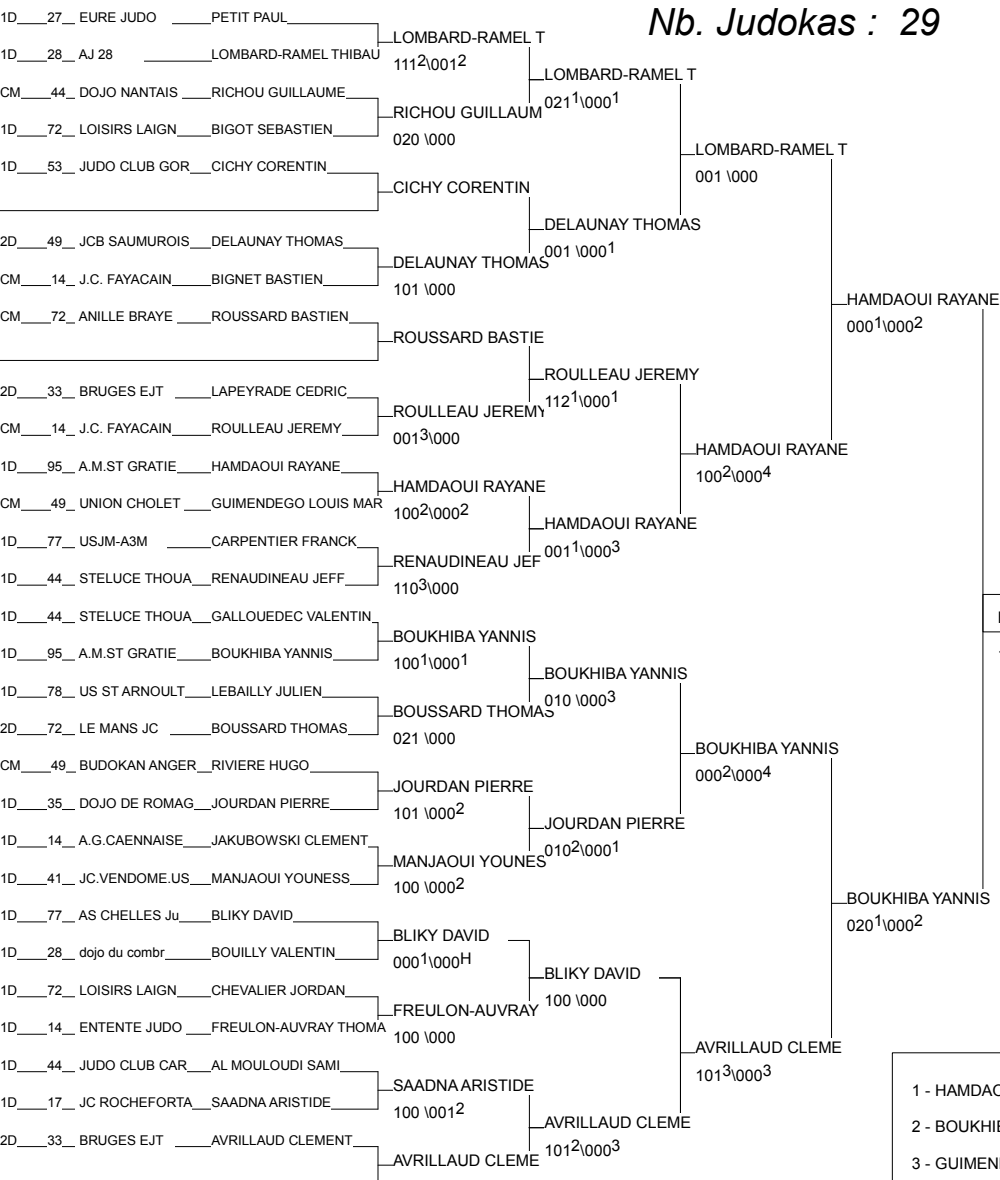 Nb. Judokas : 29
1D 27 EURE JUDO PETIT PAUL
1D 28 AJ 28 LOMBARD-RAMEL THIBAU
CM 44 DOJO NANTAIS RICHOU GUILLAUME
1D 72 LOISIRS LAIGN BIGOT SEBASTIEN
1D 53 JUDO CLUB GOR CICHY CORENTIN
2D 49 JCB SAUMUROIS DELAUNAY THOMAS
CM 14 J.C. FAYACAIN BIGNET BASTIEN
CM 72 ANILLE BRAYE ROUSSARD BASTIEN
2D 33 BRUGES EJT LAPEYRADE CEDRIC
CM 14 J.C. FAYACAIN ROULLEAU JEREMY
1D 95 A.M.ST GRATIE HAMDAOUI RAYANE
CM 49 UNION CHOLET GUIMENDEGO LOUIS MAR
1D 77 USJM-A3M CARPENTIER FRANCK
1D 44 STELUCE THOUA RENAUDINEAU JEFF
1D 44 STELUCE THOUA GALLOUEDEC VALENTIN
1D 95 A.M.ST GRATIE BOUKHIBA YANNIS
1D 78 US ST ARNOULT LEBAILLY JULIEN
2D 72 LE MANS JC BOUSSARD THOMAS
CM 49 BUDOKAN ANGER RIVIERE HUGO
1D 35 DOJO DE ROMAG JOURDAN PIERRE
1D 14 A.G.CAENNAISE JAKUBOWSKI CLEMENT
1D 41 JC.VENDOME.US MANJAOUI YOUNESS
1D 77 AS CHELLES Ju BLIKY DAVID
1D 28 dojo du combr BOUILLY VALENTIN
1D 72 LOISIRS LAIGN CHEVALIER JORDAN
1D 14 ENTENTE JUDO FREULON-AUVRAY THOMA
1D 44 JUDO CLUB CAR AL MOULOUDI SAMI
1D 17 JC ROCHEFORTA SAADNA ARISTIDE
2D 33 BRUGES EJT AVRILLAUD CLEMENT
LOMBARD-RAMEL T
111²\001²
RICHOU GUILLAUM
020 \000
CICHY CORENTIN
DELAUNAY THOMAS
101 \000
ROUSSARD BASTIE
ROULLEAU JEREMY
001³\000
HAMDAOUI RAYANE
100²\000²
RENAUDINEAU JEF
110³\000
BOUKHIBA YANNIS
100¹\000¹
BOUSSARD THOMAS
021 \000
JOURDAN PIERRE
101 \000²
MANJAOUI YOUNES
100 \000²
BLIKY DAVID
000¹\000H
FREULON-AUVRAY
100 \000
SAADNA ARISTIDE
100 \001²
AVRILLAUD CLEME
LOMBARD-RAMEL T
021¹\000¹
DELAUNAY THOMAS
001 \000¹
ROULLEAU JEREMY
112¹\000¹
HAMDAOUI RAYANE
001¹\000³
BOUKHIBA YANNIS
010 \000³
JOURDAN PIERRE
010²\000¹
BLIKY DAVID
100 \000
AVRILLAUD CLEME
101²\000³
LOMBARD-RAMEL T
001 \000
HAMDAOUI RAYANE
100²\000⁴
BOUKHIBA YANNIS
000²\000⁴
AVRILLAUD CLEME
101³\000³
HAMDAOUI RAYANE
000¹\000²
BOUKHIBA YANNIS
020¹\000²
1 - HAMDAO
2 - BOUKHIE
3 - GUIMEN